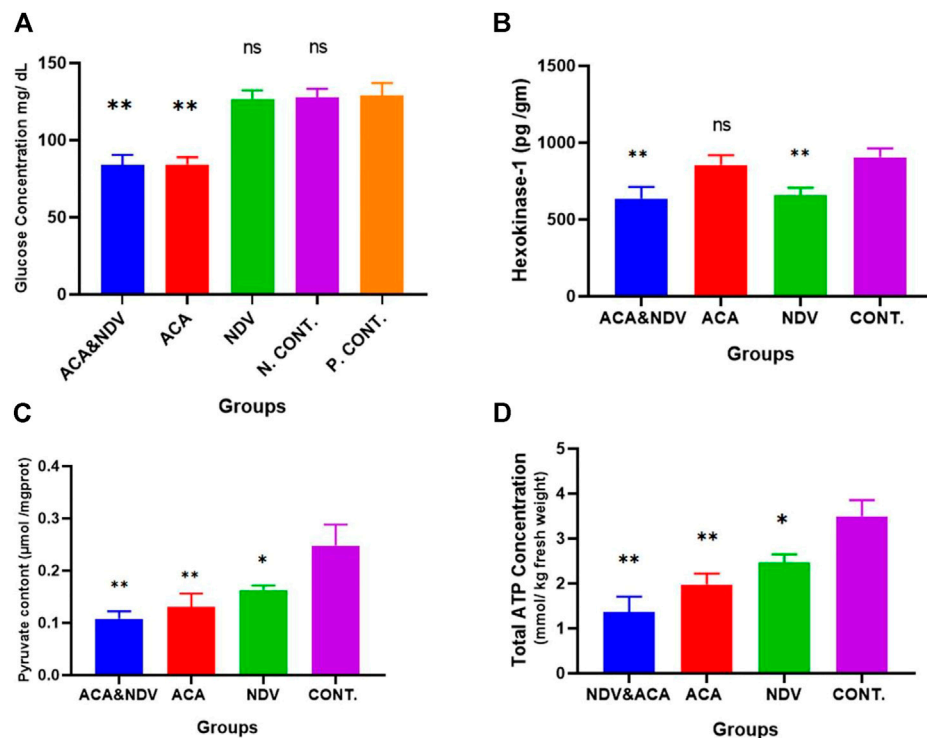 A
Glucose Concentration mg/ dL
150
100
50
0
** ** ns ns
ACA&NDV ACA NDV N. CONT. P. CONT.
Groups
B
Hexokinase-1 (pg /gm)
1500
1000
500
0
** ns **
ACA&NDV ACA NDV CONT.
Groups
C
Pyruvate contont (µmol /mgprot)
0.4
0.3
0.2
0.1
0.0
** ** *
ACA&NDV ACA NDV CONT.
Groups
D
Total ATP Concentration
(mmol/ kg fresh weight)
5
4
3
2
1
0
** ** *
NDV&ACA ACA NDV CONT.
Groups